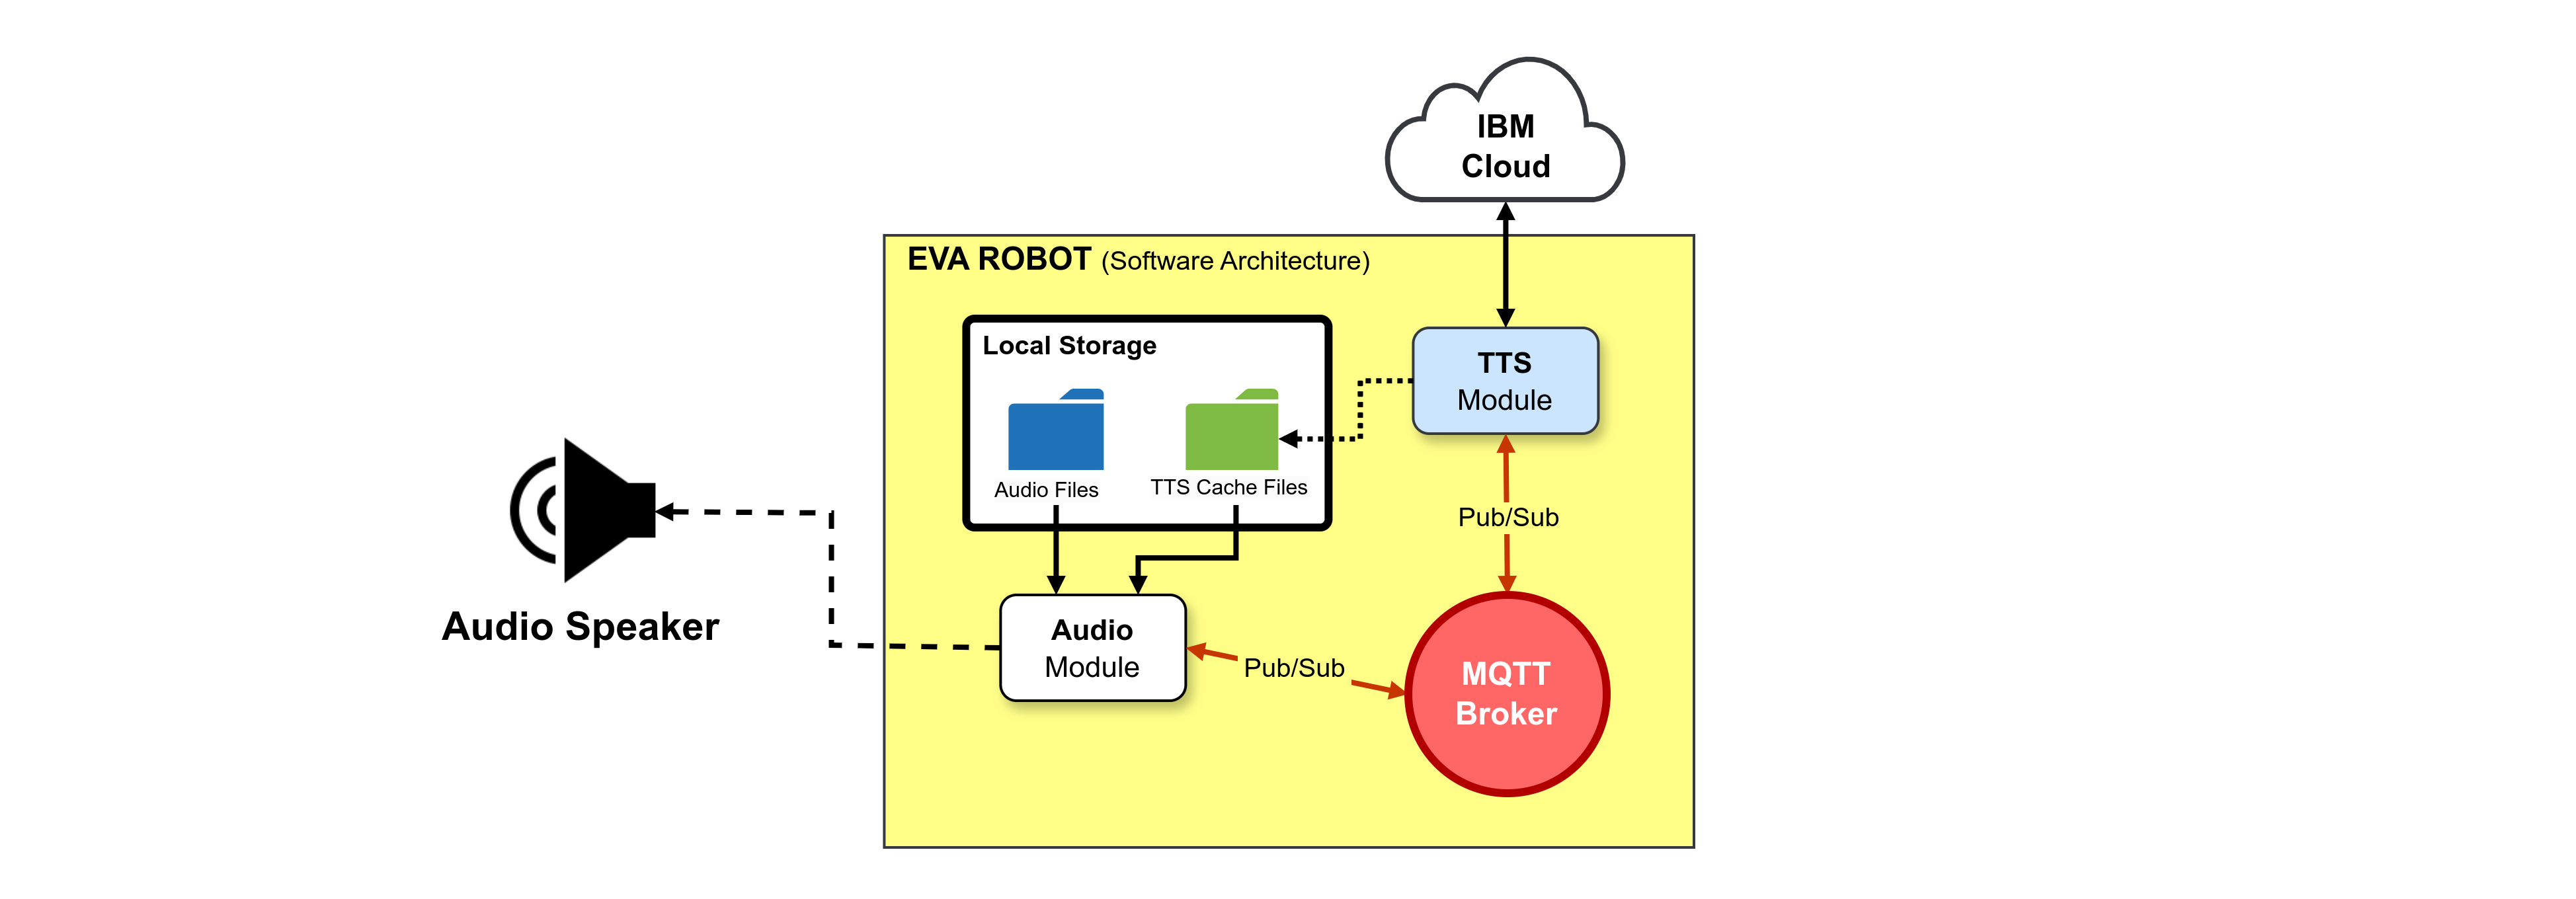 IBM
Cloud
EVA ROBOT (Software Architecture)
Local Storage
Audio Files
TTS Cache Files
TTS
Module
Pub/Sub
Audio Speaker
Audio
Module
Pub/Sub
MQTT
Broker